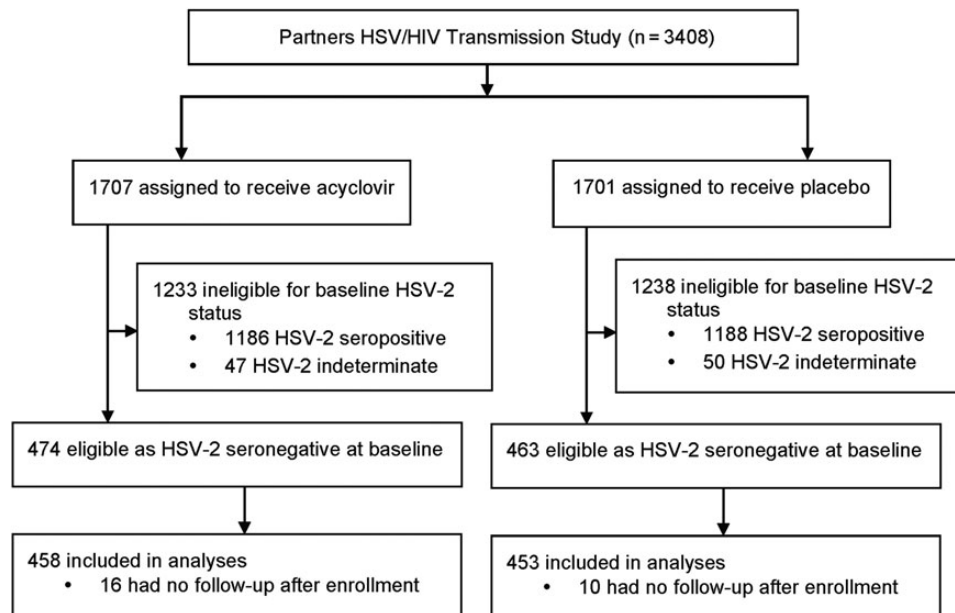 Partners HSV/HIV Transmission Study (n = 3408)
1707 assigned to receive acyclovir
1701 assigned to receive placebo
1233 ineligible for baseline HSV-2
status
• 1186 HSV-2 seropositive
• 47 HSV-2 indeterminate
1238 ineligible for baseline HSV-2
status
• 1188 HSV-2 seropositive
• 50 HSV-2 indeterminate
474 eligible as HSV-2 seronegative at baseline
463 eligible as HSV-2 seronegative at baseline
458 included in analyses
• 16 had no follow-up after enrollment
453 included in analyses
• 10 had no follow-up after enrollment